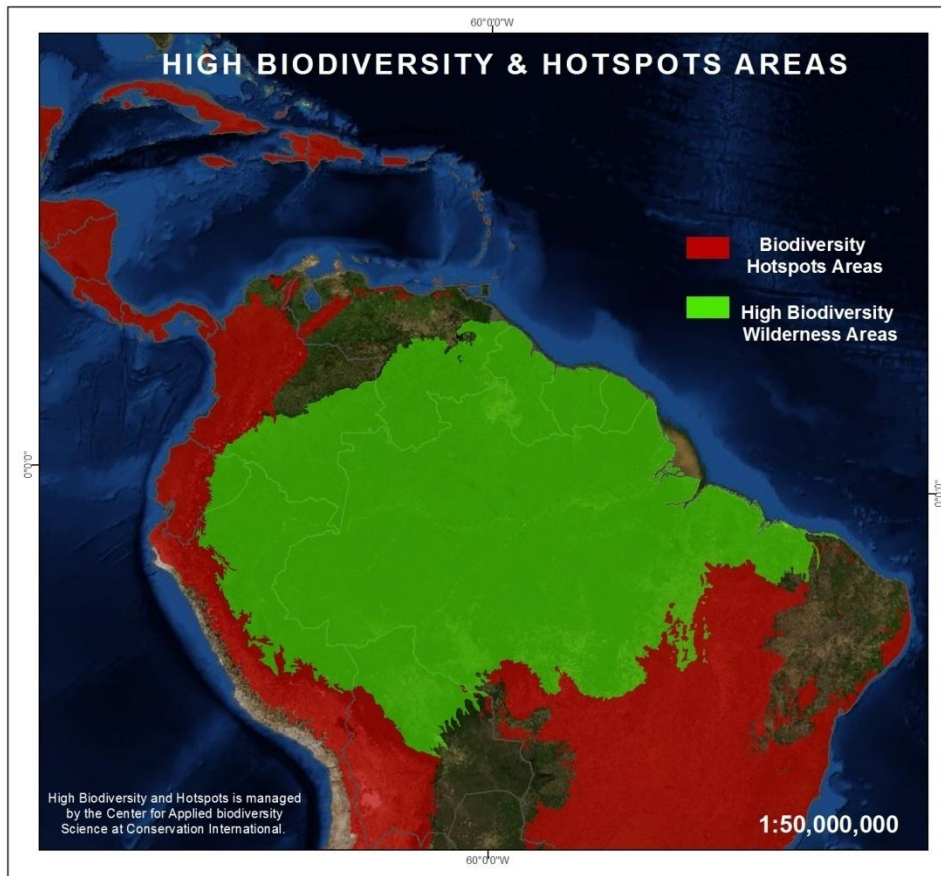 60°0'0"W
HIGH BIODIVERSITY & HOTSPOTS AREAS
Biodiversity
Hotspots Areas
High Biodiversity
Wilderness Areas
0°0'0"
0°0'0"
High Biodiversity and Hotspots is managed
by the Center for Applied biodiversity
Science at Conservation International.
1:50,000,000
60°0'0"W